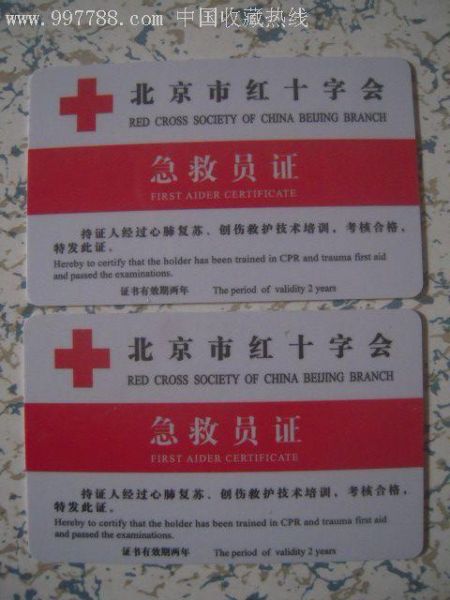 www.997788.com 中国收藏热线
北京市红十字会
RED CROSS SOCIETY OF CHINA BEIJING BRANCH
急救员证
FIRST AIDER CERTIFICATE
持证人经过心肺复苏、创伤救护技术培训，考核合格，
特发此证。
Hereby to certify that the holder has been trained in CPR and trauma first aid
and passed the examinations.
证书有效期两年 The period of validity 2 years
北京市红十字会
RED CROSS SOCIETY OF CHINA BEIJING BRANCH
急救员证
FIRST AIDER CERTIFICATE
持证人经过心肺复苏、创伤救护技术培训，考核合格，
特发此证。
Hereby to certify that the holder has been trained in CPR and trauma first aid
and passed the examinations.
证书有效期两年 The period of validity 2 years